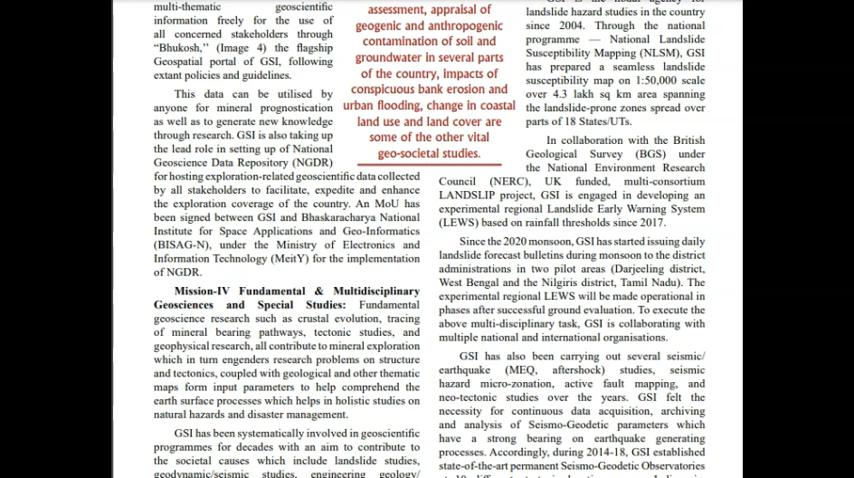 multi-thematic geoscientific
information freely for the use of
all concerned stakeholders through
“Bhukosh,” (Image 4) the flagship
Geospatial portal of GSI, following
extant policies and guidelines.
This data can be utilised by
anyone for mineral prognostication
as well as to generate new knowledge
through research. GSI is also taking up
the lead role in setting up of National
Geoscience Data Repository (NGDR)
for hosting exploration-related geoscientific data collected
by all stakeholders to facilitate, expedite and enhance
the exploration coverage of the country. An MoU has
been signed between GSI and Bhaskaracharya National
Institute for Space Applications and Geo-Informatics
(BISAG-N), under the Ministry of Electronics and
Information Technology (MeitY) for the implementation
of NGDR.
Mission-IV Fundamental & Multidisciplinary
Geosciences and Special Studies: Fundamental
geoscience research such as crustal evolution, tracing
of mineral bearing pathways, tectonic studies, and
geophysical research, all contribute to mineral exploration
which in turn engenders research problems on structure
and tectonics, coupled with geological and other thematic
maps form input parameters to help comprehend the
earth surface processes which helps in holistic studies on
natural hazards and disaster management.
GSI has been systematically involved in geoscientific
programmes for decades with an aim to contribute to
the societal causes which include landslide studies,
geodynamic/seismic studies, engineering geology/
assessment, appraisal of
geogenic and anthropogenic
contamination of soil and
groundwater in several parts
of the country, impacts of
conspicuous bank erosion and
urban flooding, change in coastal
land use and land cover are
some of the other vital
geo-societal studies.
landslide hazard studies in the country
since 2004. Through the national
programme — National Landslide
Susceptibility Mapping (NLSM), GSI
has prepared a seamless landslide
susceptibility map on 1:50,000 scale
over 4.3 lakh sq km area spanning
the landslide-prone zones spread over
parts of 18 States/UTs.
In collaboration with the British
Geological Survey (BGS) under
the National Environment Research
Council (NERC), UK funded, multi-consortium
LANDSLIP project, GSI is engaged in developing an
experimental regional Landslide Early Warning System
(LEWS) based on rainfall thresholds since 2017.
Since the 2020 monsoon, GSI has started issuing daily
landslide forecast bulletins during monsoon to the district
administrations in two pilot areas (Darjeeling district,
West Bengal and the Nilgiris district, Tamil Nadu). The
experimental regional LEWS will be made operational in
phases after successful ground evaluation. To execute the
above multi-disciplinary task, GSI is collaborating with
multiple national and international organisations.
GSI has also been carrying out several seismic/
earthquake (MEQ, aftershock) studies, seismic
hazard micro-zonation, active fault mapping, and
neo-tectonic studies over the years. GSI felt the
necessity for continuous data acquisition, archiving
and analysis of Seismo-Geodetic parameters which
have a strong bearing on earthquake generating
processes. Accordingly, during 2014-18, GSI established
state-of-the-art permanent Seismo-Geodetic Observatories